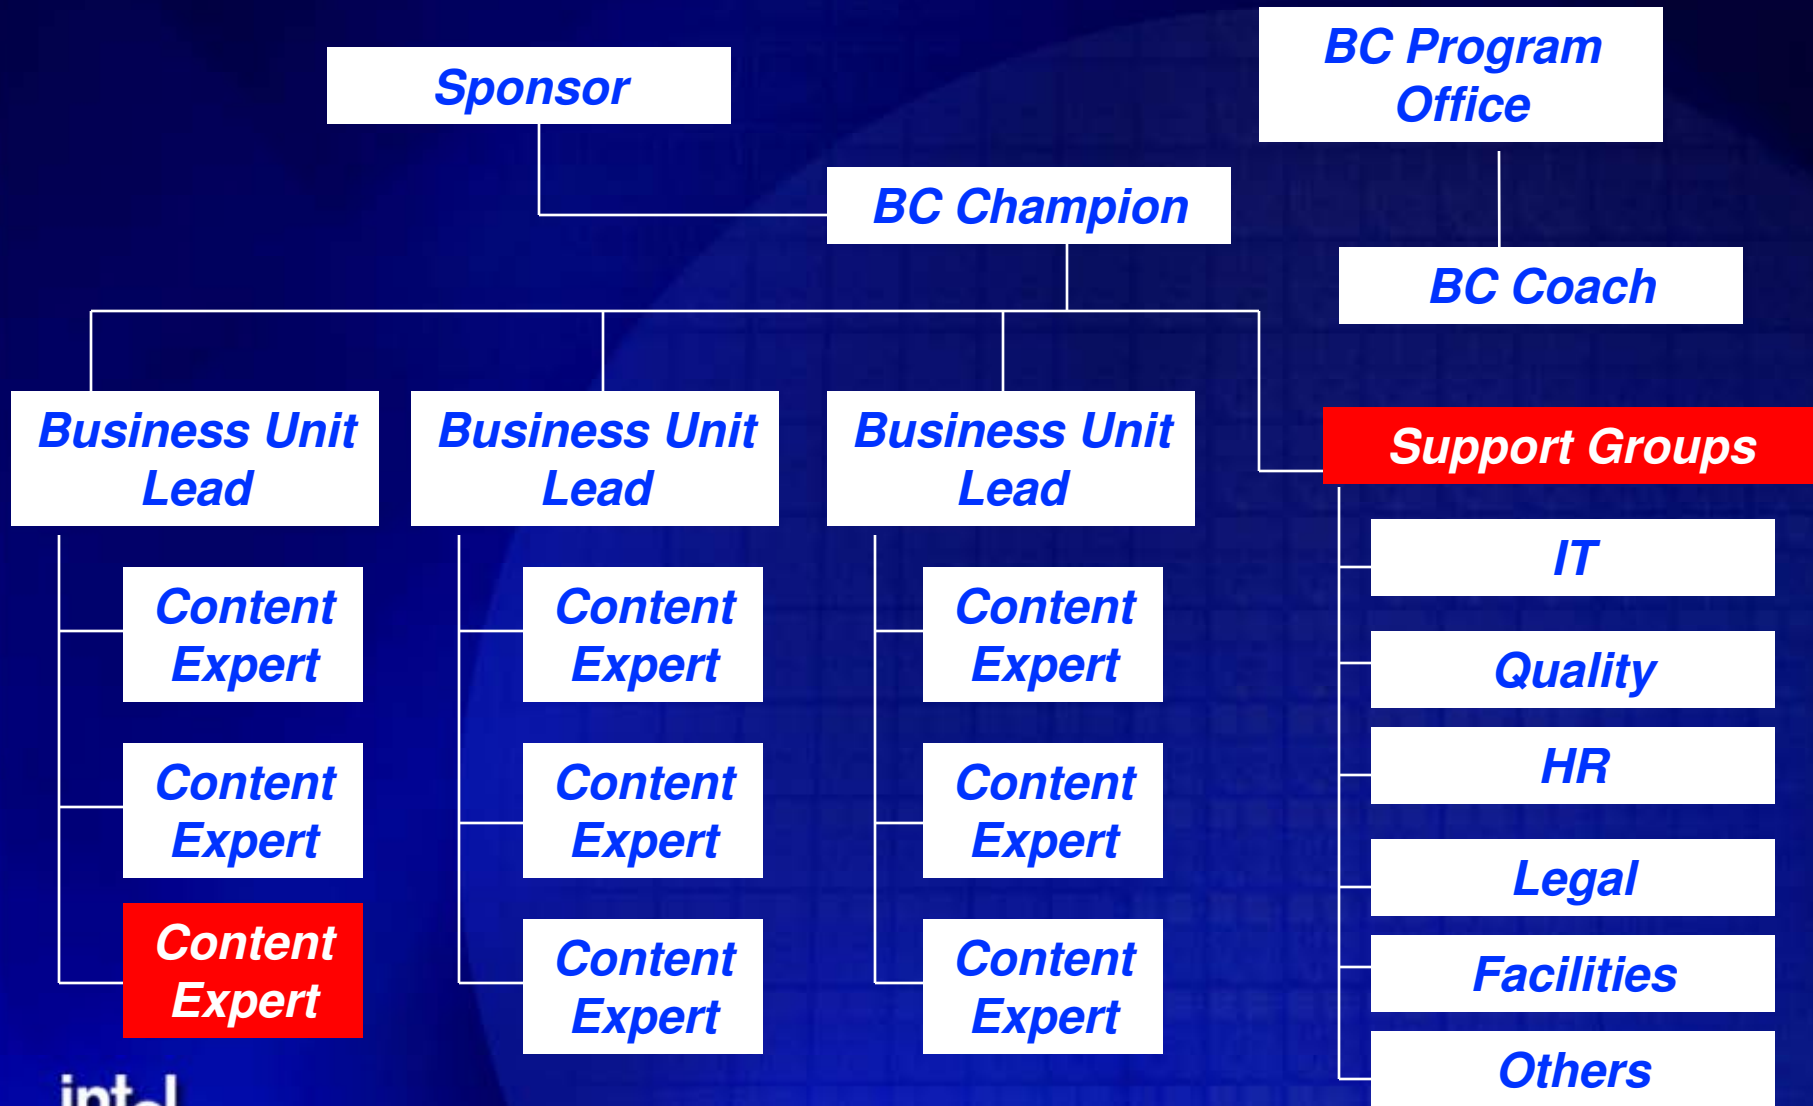 Sponsor
BC Program
Office
BC Champion
BC Coach
Business Unit
Lead
Business Unit
Lead
Business Unit
Lead
Support Groups
Content
Expert
Content
Expert
Content
Expert
Content
Expert
Content
Expert
Content
Expert
Content
Expert
Content
Expert
Content
Expert
IT
Quality
HR
Legal
Facilities
Others
intel